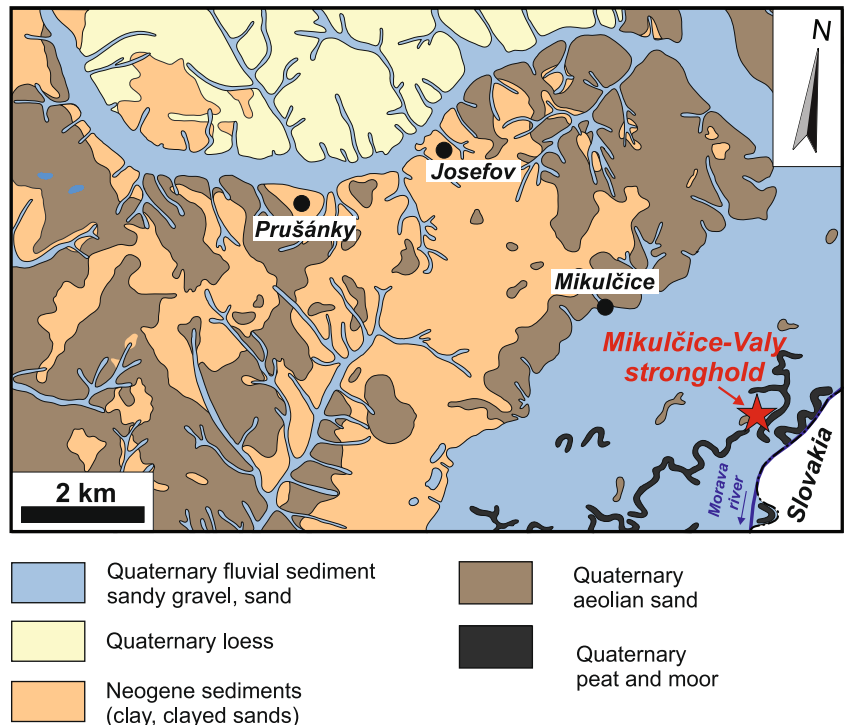 N
Josefov
Prušánky
Mikulčice
Mikulčice-Valy
stronghold
2 km
Morava
river
Slovakia
Quaternary fluvial sediment
sandy gravel, sand
Quaternary loess
Neogene sediments
(clay, clayed sands)
Quaternary
aeolian sand
Quaternary
peat and moor